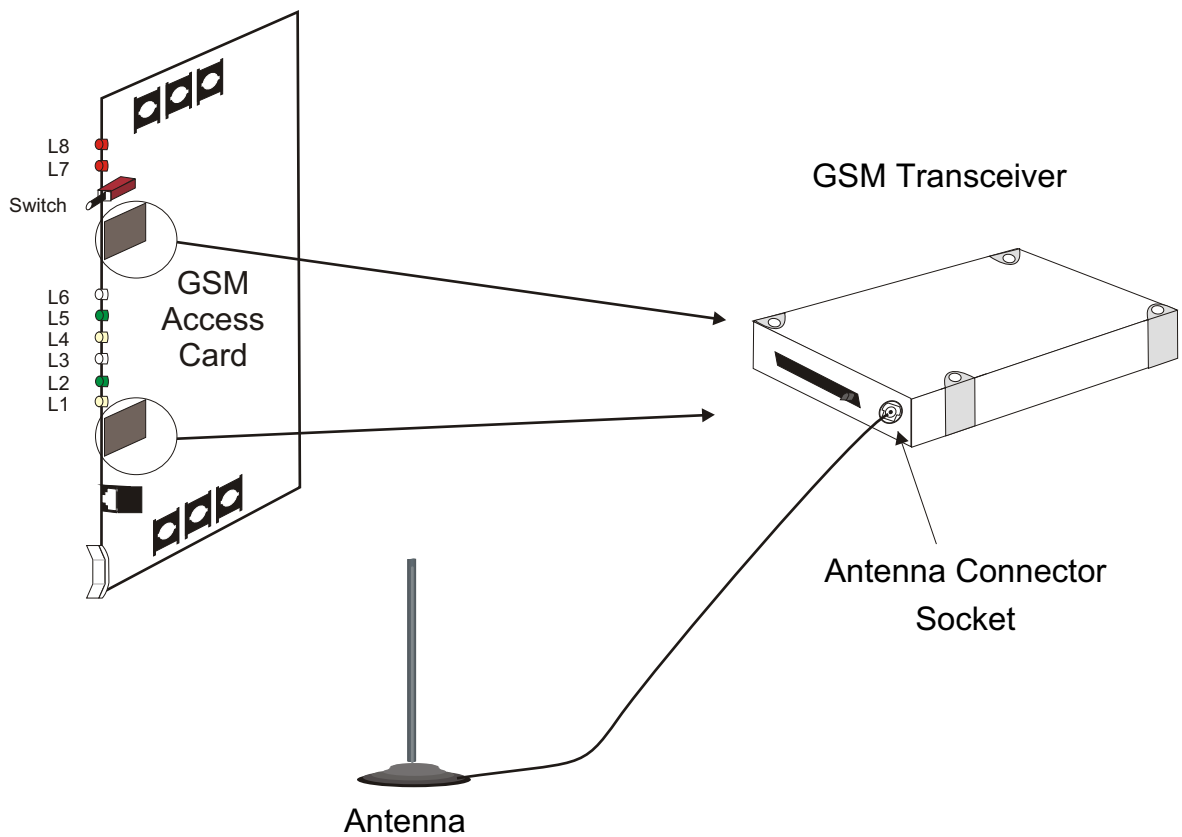 L8
L7
Switch
GSM Transceiver
GSM
Access
Card
L6
L5
L4
L3
L2
L1
Antenna Connector
Socket
Antenna